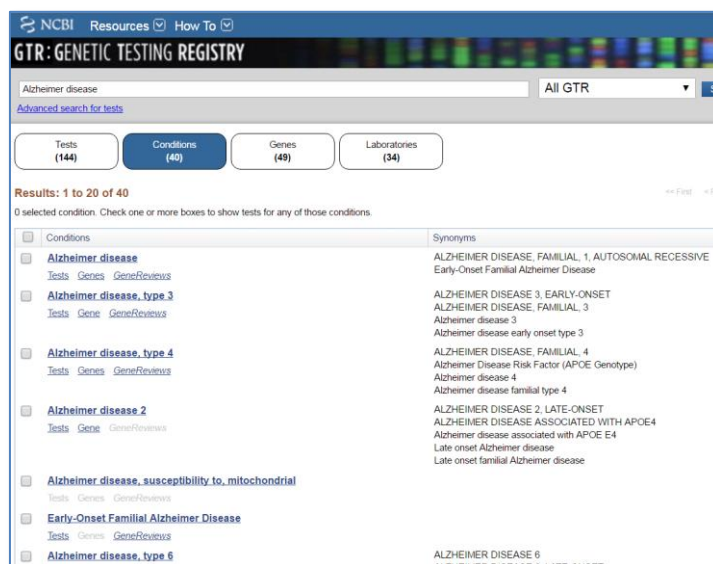 NCBI Resources How To
GTR: GENETIC TESTING REGISTRY
Alzheimer disease All GTR
Advanced search for tests
Tests Conditions Genes Laboratories
(144) (40) (49) (34)
Results: 1 to 20 of 40 << First
0 selected condition. Check one or more boxes to show tests for any of those conditions.
Conditions Synonyms
Alzheimer disease ALZHEIMER DISEASE, FAMILIAL, 1, AUTOSOMAL RECESSIVE
Tests Genes GeneReviews Early-Onset Familial Alzheimer Disease
Alzheimer disease, type 3 ALZHEIMER DISEASE 3, EARLY-ONSET
Tests Gene GeneReviews ALZHEIMER DISEASE, FAMILIAL, 3
Alzheimer disease 3
Alzheimer disease early onset type 3
Alzheimer disease, type 4 ALZHEIMER DISEASE, FAMILIAL, 4
Tests Genes GeneReviews Alzheimer Disease Risk Factor (APOE Genotype)
Alzheimer disease 4
Alzheimer disease familial type 4
Alzheimer disease 2 ALZHEIMER DISEASE 2, LATE-ONSET
Tests Gene GeneReviews ALZHEIMER DISEASE ASSOCIATED WITH APOE4
Alzheimer disease associated with APOE E4
Late onset Alzheimer disease
Late onset familial Alzheimer disease
Alzheimer disease, susceptibility to, mitochondrial
Tests Genes GeneReviews
Early-Onset Familial Alzheimer Disease
Tests Genes GeneReviews
Alzheimer disease, type 6 ALZHEIMER DISEASE 6